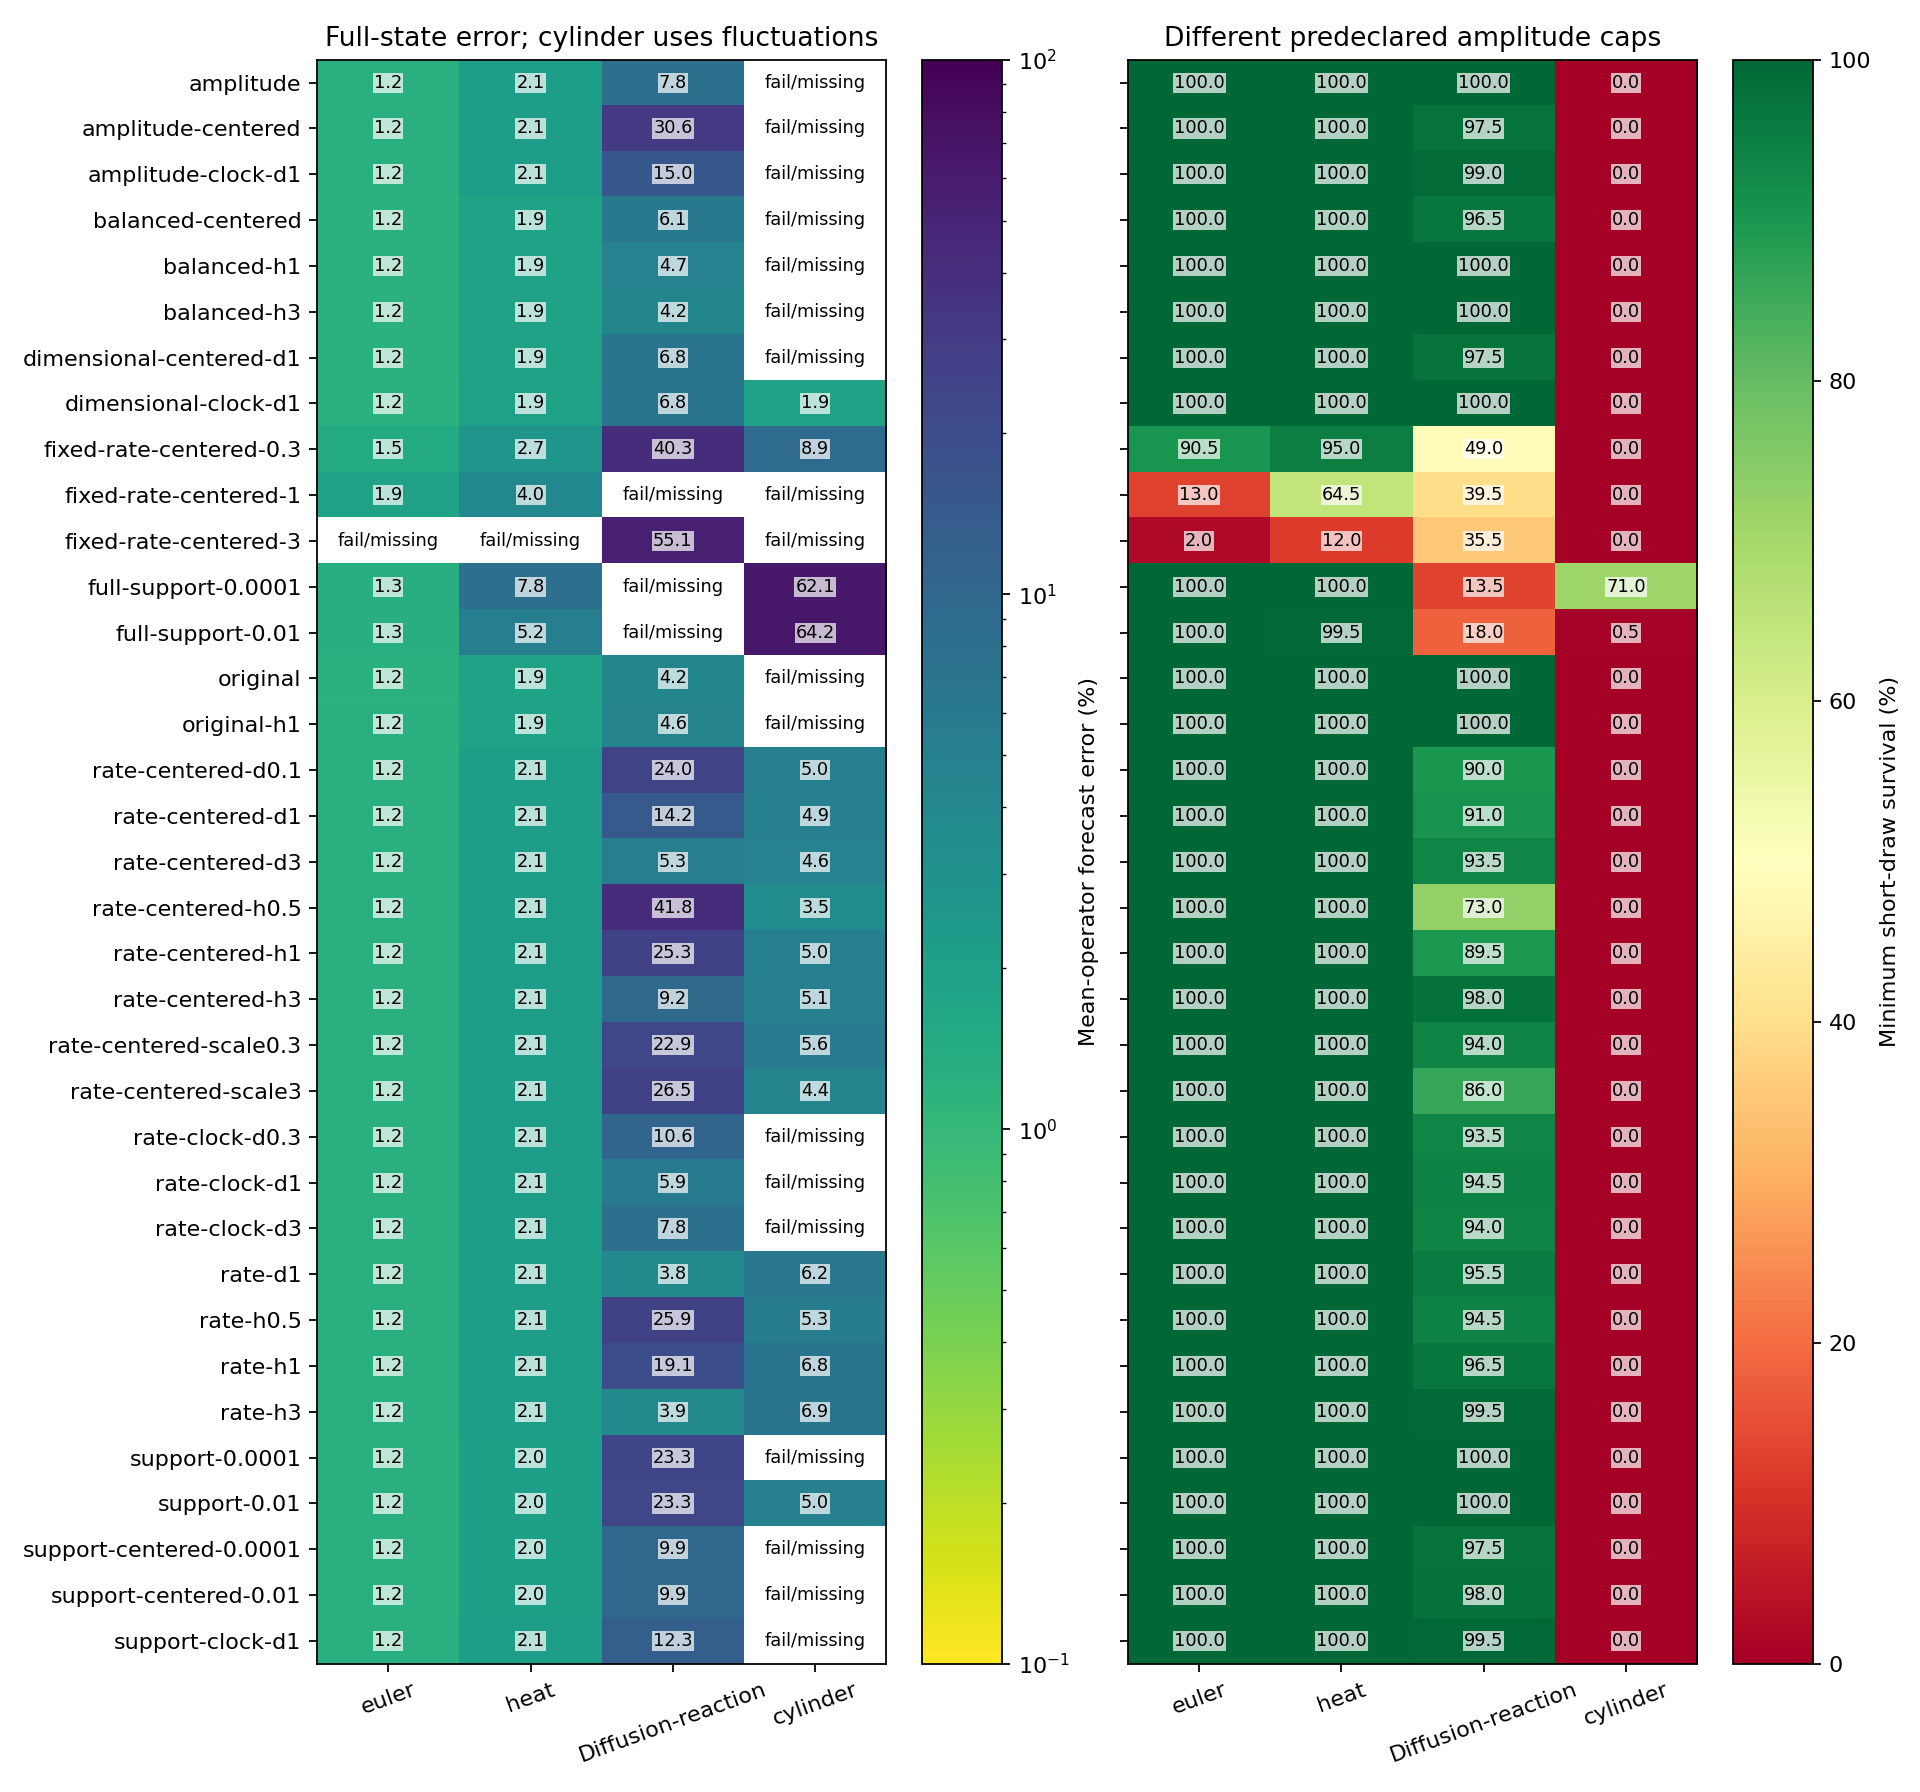 Full-state error; cylinder uses fluctuations
Different predeclared amplitude caps
amplitude 1.2 2.1 7.8 fail/missing 100.0 100.0 100.0 0.0
amplitude-centered 1.2 2.1 30.6 fail/missing 100.0 100.0 97.5 0.0
amplitude-clock-d1 1.2 2.1 15.0 fail/missing 100.0 100.0 99.0 0.0
balanced-centered 1.2 1.9 6.1 fail/missing 100.0 100.0 96.5 0.0
balanced-h1 1.2 1.9 4.7 fail/missing 100.0 100.0 100.0 0.0
balanced-h3 1.2 1.9 4.2 fail/missing 100.0 100.0 100.0 0.0
dimensional-centered-d1 1.2 1.9 6.8 fail/missing 100.0 100.0 97.5 0.0
dimensional-clock-d1 1.2 1.9 6.8 1.9 100.0 100.0 100.0 0.0
fixed-rate-centered-0.3 1.5 2.7 40.3 8.9 90.5 95.0 49.0 0.0
fixed-rate-centered-1 1.9 4.0 fail/missing fail/missing 13.0 64.5 39.5 0.0
fixed-rate-centered-3 fail/missing fail/missing 55.1 fail/missing 2.0 12.0 35.5 0.0
full-support-0.0001 1.3 7.8 fail/missing 62.1 100.0 100.0 13.5 71.0
full-support-0.01 1.3 5.2 fail/missing 64.2 100.0 99.5 18.0 0.5
original 1.2 1.9 4.2 fail/missing 100.0 100.0 100.0 0.0
original-h1 1.2 1.9 4.6 fail/missing 100.0 100.0 100.0 0.0
rate-centered-d0.1 1.2 2.1 24.0 5.0 100.0 100.0 90.0 0.0
rate-centered-d1 1.2 2.1 14.2 4.9 100.0 100.0 91.0 0.0
rate-centered-d3 1.2 2.1 5.3 4.6 100.0 100.0 93.5 0.0
rate-centered-h0.5 1.2 2.1 41.8 3.5 100.0 100.0 73.0 0.0
rate-centered-h1 1.2 2.1 25.3 5.0 100.0 100.0 89.5 0.0
rate-centered-h3 1.2 2.1 9.2 5.1 100.0 100.0 98.0 0.0
rate-centered-scale0.3 1.2 2.1 22.9 5.6 100.0 100.0 94.0 0.0
rate-centered-scale3 1.2 2.1 26.5 4.4 100.0 100.0 86.0 0.0
rate-clock-d0.3 1.2 2.1 10.6 fail/missing 100.0 100.0 93.5 0.0
rate-clock-d1 1.2 2.1 5.9 fail/missing 100.0 100.0 94.5 0.0
rate-clock-d3 1.2 2.1 7.8 fail/missing 100.0 100.0 94.0 0.0
rate-d1 1.2 2.1 3.8 6.2 100.0 100.0 95.5 0.0
rate-h0.5 1.2 2.1 25.9 5.3 100.0 100.0 94.5 0.0
rate-h1 1.2 2.1 19.1 6.8 100.0 100.0 96.5 0.0
rate-h3 1.2 2.1 3.9 6.9 100.0 100.0 99.5 0.0
support-0.0001 1.2 2.0 23.3 fail/missing 100.0 100.0 100.0 0.0
support-0.01 1.2 2.0 23.3 5.0 100.0 100.0 100.0 0.0
support-centered-0.0001 1.2 2.0 9.9 fail/missing 100.0 100.0 97.5 0.0
support-centered-0.01 1.2 2.0 9.9 fail/missing 100.0 100.0 98.0 0.0
support-clock-d1 1.2 2.1 12.3 fail/missing 100.0 100.0 99.5 0.0
euler heat Diffusion-reaction cylinder
10²
10¹
10⁰
10⁻¹
Mean-operator forecast error (%)
euler heat Diffusion-reaction cylinder
100
80
60
40
20
0
Minimum short-draw survival (%)